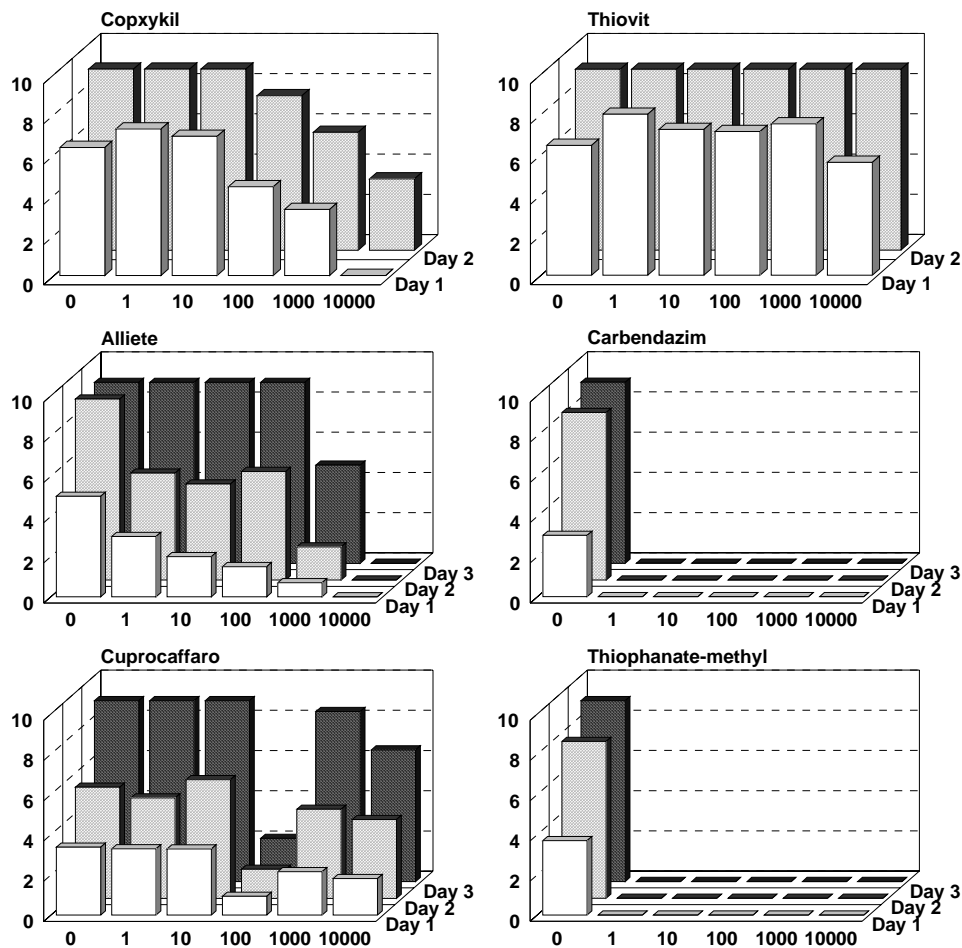 Copxykil
10
8
6
4
2
0
0 1 10 100 1000 10000
Day 1
Day 2
Thiovit
10
8
6
4
2
0
0 1 10 100 1000 10000
Day 1
Day 2
Alliete
10
8
6
4
2
0
0 1 10 100 1000 10000
Day 1
Day 2
Day 3
Carbendazim
10
8
6
4
2
0
0 1 10 100 1000 10000
Day 1
Day 2
Day 3
Cuprocaffaro
10
8
6
4
2
0
0 1 10 100 1000 10000
Day 1
Day 2
Day 3
Thiophanate-methyl
10
8
6
4
2
0
0 1 10 100 1000 10000
Day 1
Day 2
Day 3